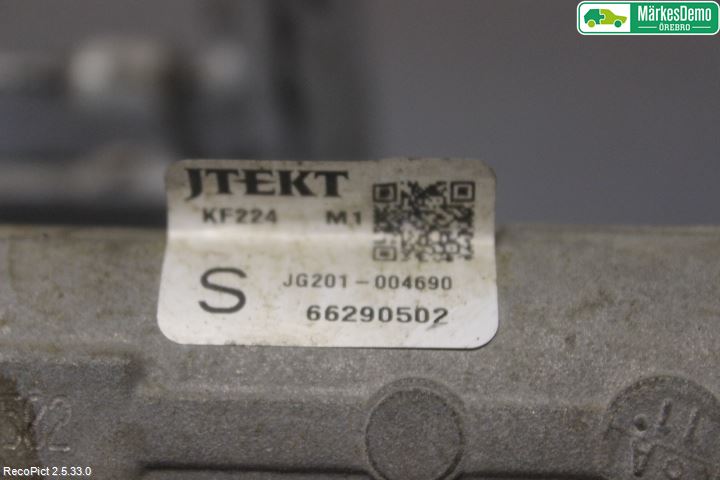 MärkesDemo
ÖREBRO
JTEKT
KF224 M1
S
JG201-004690
66290502
RecoPict 2.5.33.0